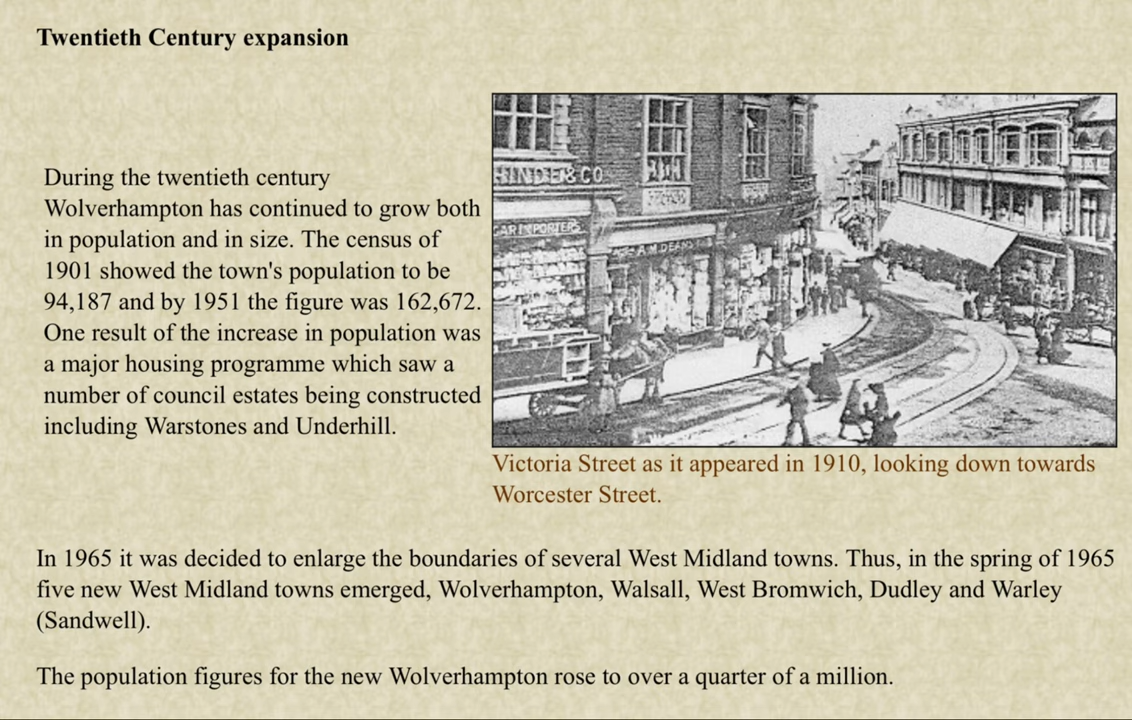 Twentieth Century expansion
During the twentieth century
Wolverhampton has continued to grow both
in population and in size. The census of
1901 showed the town's population to be
94,187 and by 1951 the figure was 162,672.
One result of the increase in population was
a major housing programme which saw a
number of council estates being constructed
including Warstones and Underhill.
HINDE & CO
GAR IMPORTERS
Victoria Street as it appeared in 1910, looking down towards
Worcester Street.
In 1965 it was decided to enlarge the boundaries of several West Midland towns. Thus, in the spring of 1965
five new West Midland towns emerged, Wolverhampton, Walsall, West Bromwich, Dudley and Warley
(Sandwell).
The population figures for the new Wolverhampton rose to over a quarter of a million.